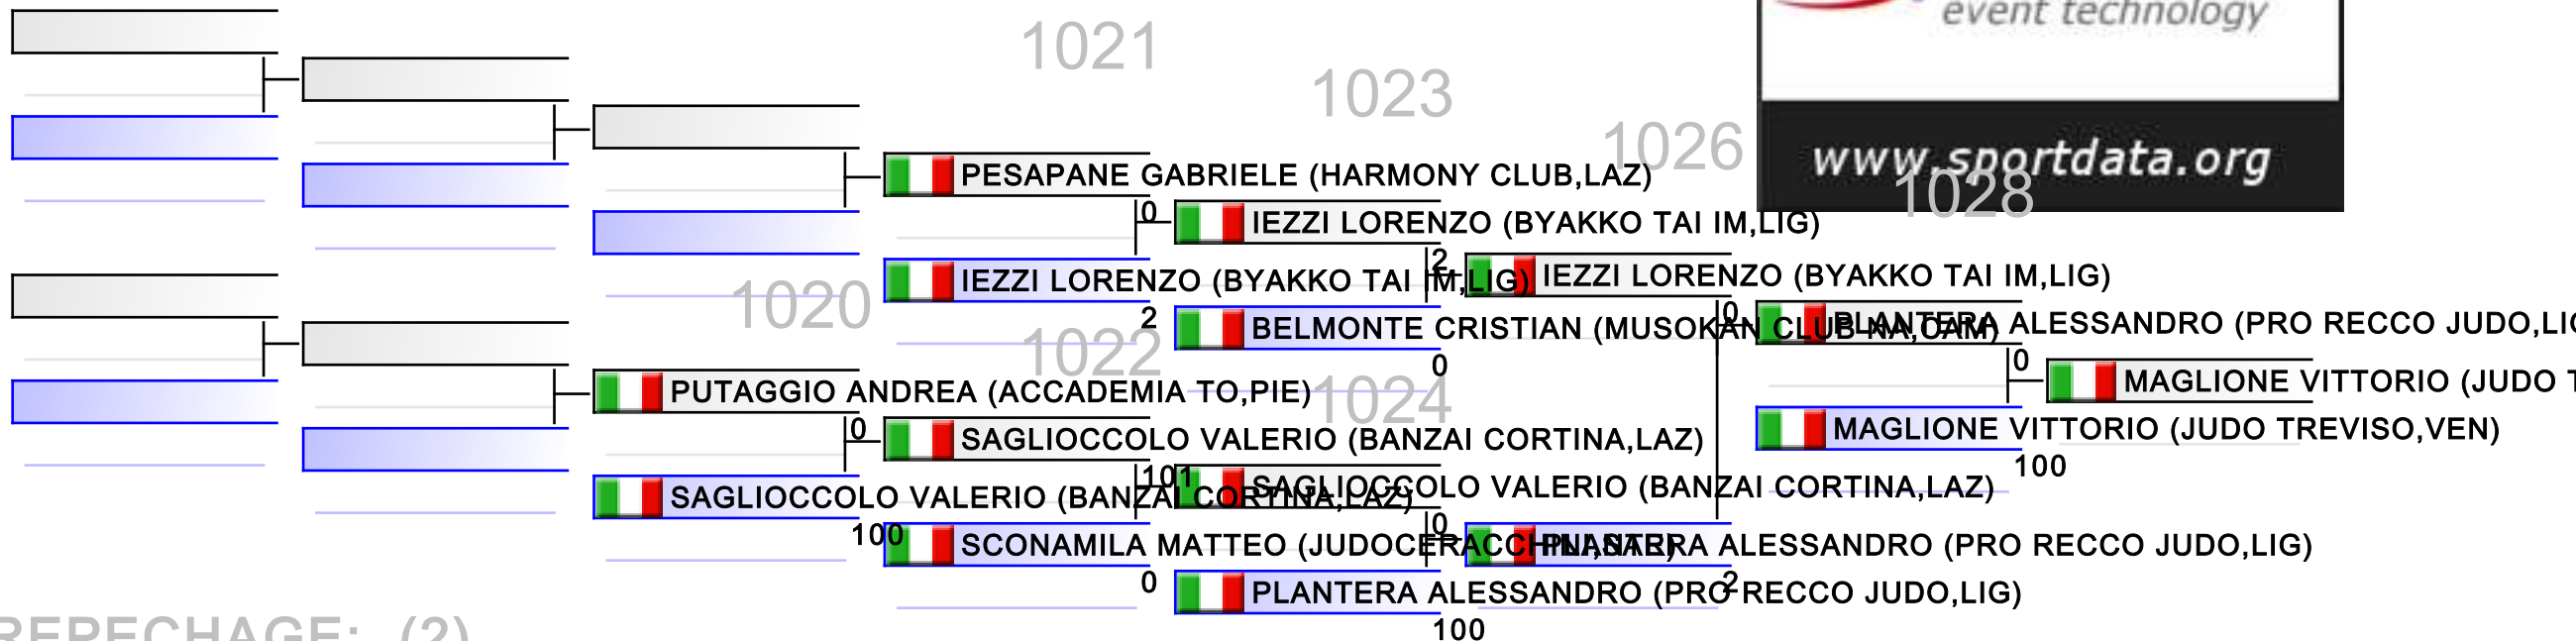 event technology
1021
1023
1026
www.sportdata.org
1028
PESAPANE GABRIELE (HARMONY CLUB,LAZ)
0
IEZZI LORENZO (BYAKKO TAI IM,LIG)
2
IEZZI LORENZO (BYAKKO TAI IM,LIG)
IEZZI LORENZO (BYAKKO TAI IM,LIG)
1020
2
0
BELMONTE CRISTIAN (MUSOKAN CLUB NA,CAM)
PLANTERA ALESSANDRO (PRO RECCO JUDO,LIG
1022
0
0
MAGLIONE VITTORIO (JUDO T
PUTAGGIO ANDREA (ACCADEMIA TO,PIE)
1024
0
SAGLIOCCOLO VALERIO (BANZAI CORTINA,LAZ)
MAGLIONE VITTORIO (JUDO TREVISO,VEN)
100
101
SAGLIOCCOLO VALERIO (BANZAI CORTINA,LAZ)
SAGLIOCCOLO VALERIO (BANZAI CORTINA,LAZ)
100
0
SCONAMILA MATTEO
PLANTERA ALESSANDRO (PRO RECCO JUDO,LIG)
0
2
PLANTERA ALESSANDRO (PRO RECCO JUDO,LIG)
100
REPECHAGE: (2)